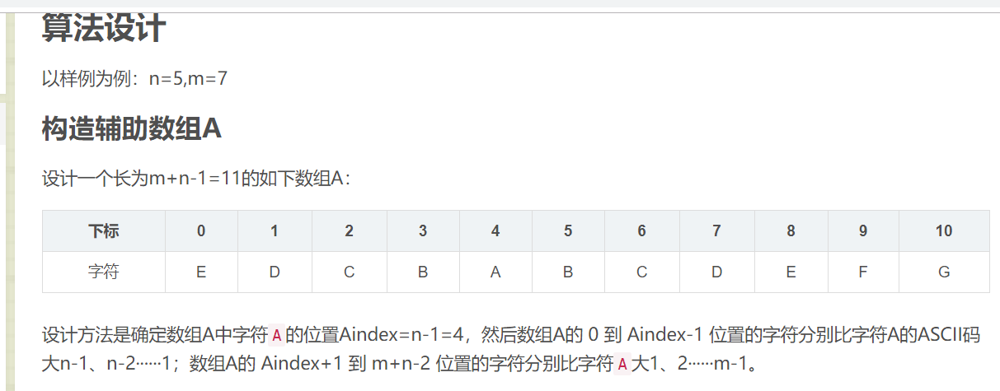 算法设计
以样例为例：n=5,m=7
构造辅助数组A
设计一个长为m+n-1=11的如下数组A：
下标 0 1 2 3 4 5 6 7 8 9 10
字符 E D C B A B C D E F G
设计方法是确定数组A中字符A的位置Aindex=n-1=4，然后数组A的 0 到 Aindex-1 位置的字符分别比字符A的ASCII码
大n-1、n-2······1；数组A的 Aindex+1 到 m+n-2 位置的字符分别比字符A大1、2······m-1。